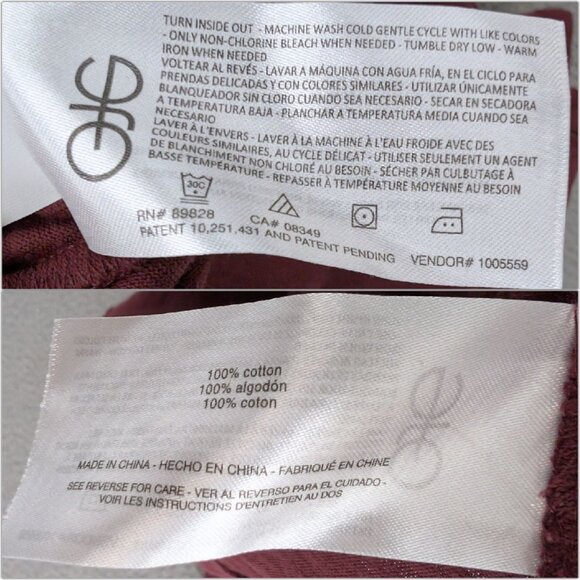 TURN INSIDE OUT - MACHINE WASH COLD GENTLE CYCLE WITH LIKE COLORS
- ONLY NON-CHLORINE BLEACH WHEN NEEDED - TUMBLE DRY LOW - WARM
IRON WHEN NEEDED
VOLTEAR AL REVÉS - LAVAR A MÁQUINA CON AGUA FRÍA, EN EL CICLO PARA
PRENDAS DELICADAS Y CON COLORES SIMILARES - UTILIZAR ÚNICAMENTE
BLANQUEADOR SIN CLORO CUANDO SEA NECESARIO - SECAR EN SECADORA
A TEMPERATURA BAJA - PLANCHAR A TEMPERATURA MEDIA CUANDO SEA
NECESARIO
LAVER À L'ENVERS - LAVER À LA MACHINE À L'EAU FROIDE AVEC DES
COULEURS SIMILAIRES, AU CYCLE DÉLICAT - UTILISER SEULEMENT UN AGENT
DE BLANCHIMENT NON CHLORÉ AU BESOIN - SÉCHER PAR CULBUTAGE À
BASSE TEMPÉRATURE - REPASSER À TEMPÉRATURE MOYENNE AU BESOIN
30C
RN# 89828 CA# 08349
PATENT 10,251,431 AND PATENT PENDING VENDOR# 1005559
100% cotton
100% algodón
100% coton
MADE IN CHINA - HECHO EN CHINA - FABRIQUÉ EN CHINE
SEE REVERSE FOR CARE - VER AL REVERSO PARA EL CUIDADO -
VOIR LES INSTRUCTIONS D'ENTRETIEN AU DOS